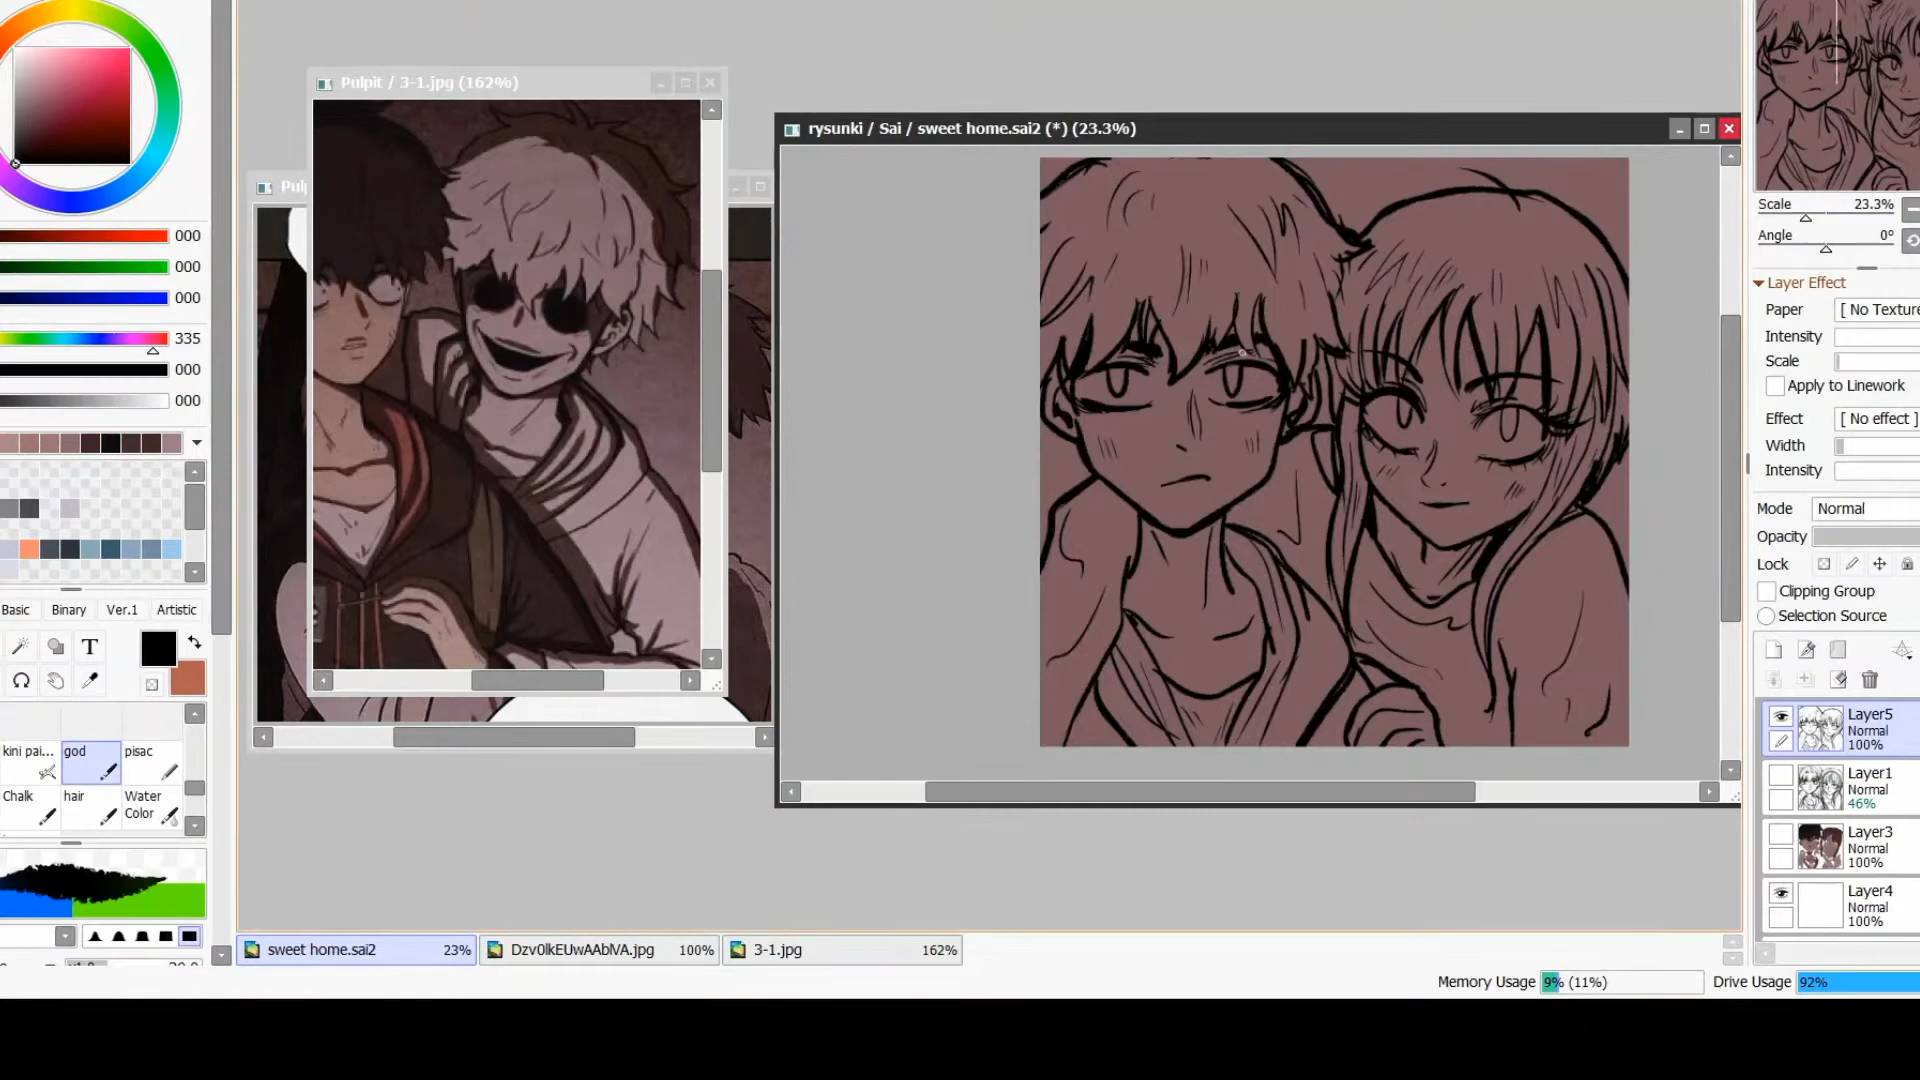 Pulpit / 3-1.jpg (162%)
Pul
rysunki / Sai / sweet home.sai2 (*) (23.3%)
000
000
000
335
000
000
Basic Binary Ver.1 Artistic
T
kini pai... god pisac
Chalk hair Water Color
Scale 23.3%
Angle 0°
Layer Effect
Paper [ No Texture
Intensity
Scale
Apply to Linework
Effect [ No effect ]
Width
Intensity
Mode Normal
Opacity
Lock
Clipping Group
Selection Source
Layer5
Normal
100%
Layer1
Normal
46%
Layer3
Normal
100%
Layer4
Normal
100%
sweet home.sai2 23% Dzv0lkEUwAAblVA.jpg 100% 3-1.jpg 162%
Memory Usage 9% (11%) Drive Usage 92%